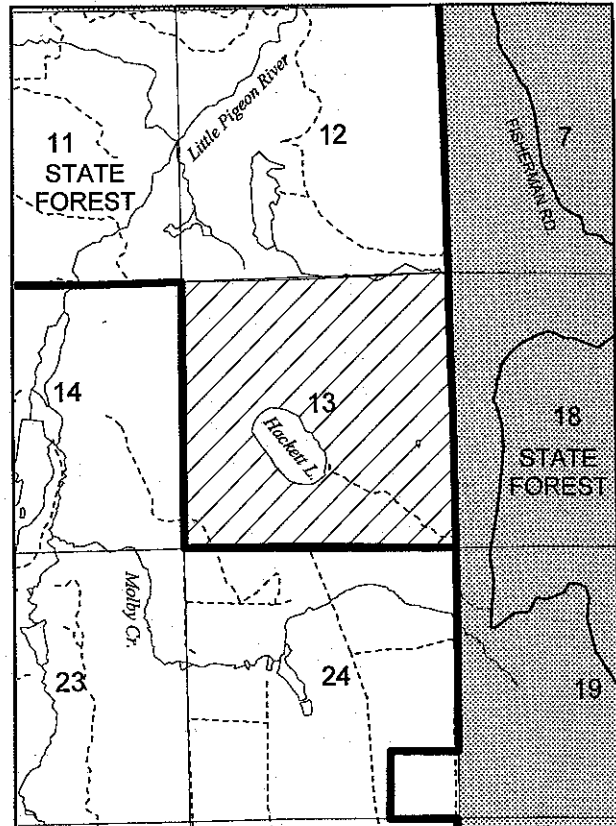 Little Pigeon River
11
STATE
FOREST
12
7
FISHERMAN RD.
14
13
Hackett L.
18
STATE
FOREST
Molby Cr.
23
24
19